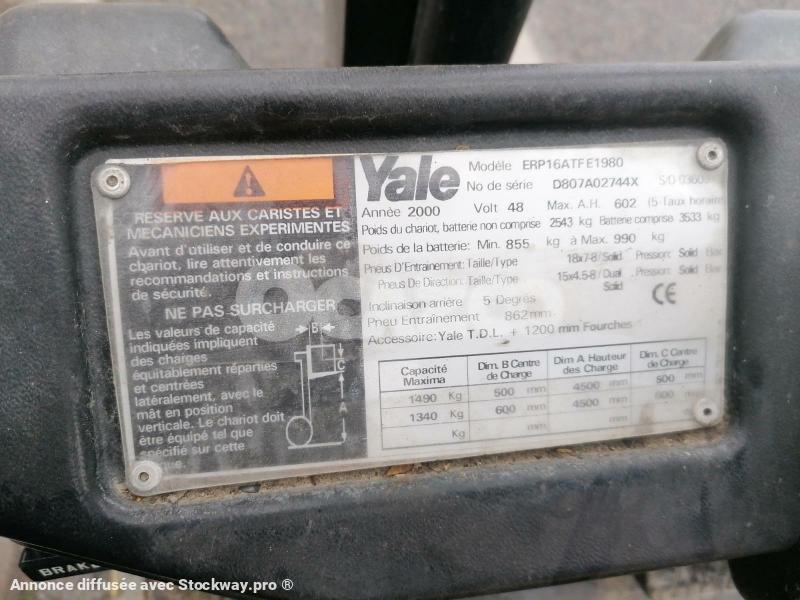 RESERVE AUX CARISTES ET
MECANICIENS EXPERIMENTES
Avant d'utiliser et de conduire ce
chariot, lire attentivement les
recommandations et instructions
de sécurité.
NE PAS SURCHARGER
Les valeurs de capacité
indiquées impliquent
des charges
équitablement réparties
et centrées
latéralement, avec le
mât en position
verticale. Le chariot doit
être équipé tel que
spécifié sur cette
B
C
A
Yale
Modèle ERP16ATFE1980
No de série D807A02744X S/O
Année 2000 Volt 48 Max. A.H. 602 (5-Taux horaire
Poids du chariot, batterie non comprise 2543 kg Batterie comprise 3533 kg
Poids de la batterie: Min. 855 kg à Max. 990 kg
Pneus D'Entrainement: Taille/Type 18x7-8/Solid Pression: Solid Bar
Pneus De Direction: Taille/Type 15x4.5-8/Dual Pression: Solid Bar
Solid
Inclinaison arrière 5 Degrés
Pneu Entraînement 862mm
CE
Accessoire: Yale T.D.L. + 1200 mm Fourches
Capacité Maxima Dim. B Centre de Charge Dim A Hauteur des Charge Dim. C Centre de Charge
1490 Kg 500 mm 4500 mm 500 mm
1340 Kg 600 mm 4500 mm 600 mm
Kg mm mm mm
Annonce diffusée avec Stockway.pro ®